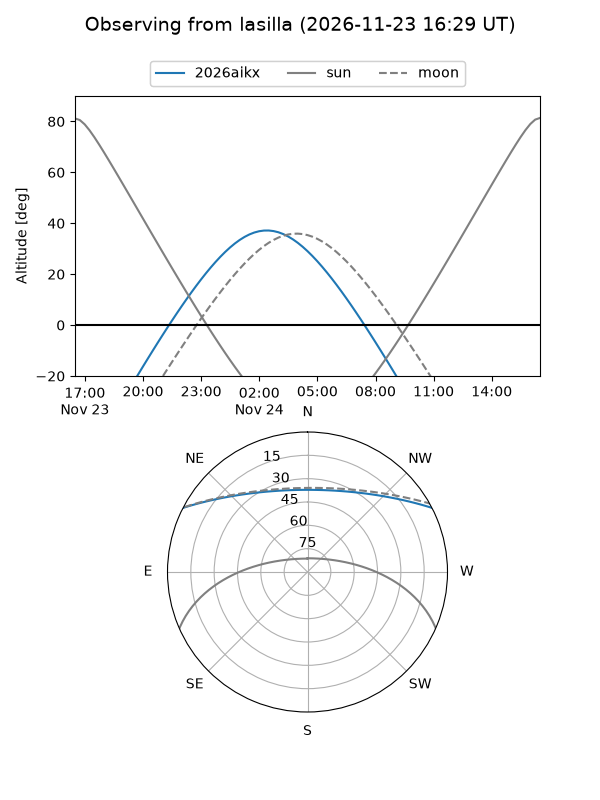 Observing from lasilla (2026-11-23 16:29 UT)
2026aikx sun moon
Altitude [deg]
80
60
40
20
0
−20
17:00 20:00 23:00 02:00 05:00 08:00 11:00 14:00
Nov 23 Nov 24
N
NE NW
15
30
45
60
75
E W
SE SW
S